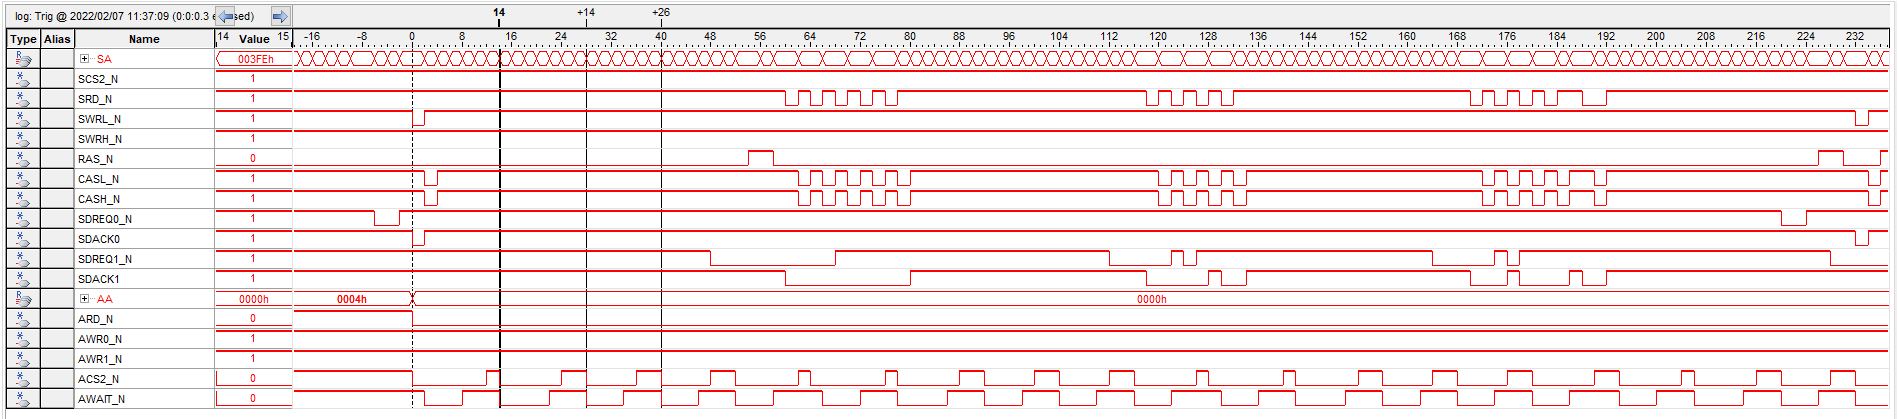 log: Trig @ 2022/02/07 11:37:09 (0:0:0.3 e sed) 14 +14 +26
Type Alias Name 14 Value 15 -16 -8 0 8 16 24 32 40 48 56 64 72 80 88 96 104 112 120 128 136 144 152 160 168 176 184 192 200 208 216 224 232
SA 003FEh
SCS2_N 1
SRD_N 1
SWRL_N 1
SWRH_N 1
RAS_N 0
CASL_N 1
CASH_N 1
SDREQ0_N 1
SDACK0 1
SDREQ1_N 1
SDACK1 1
AA 0000h 0004h 0000h
ARD_N 0
AWR0_N 1
AWR1_N 1
ACS2_N 0
AWAIT_N 0